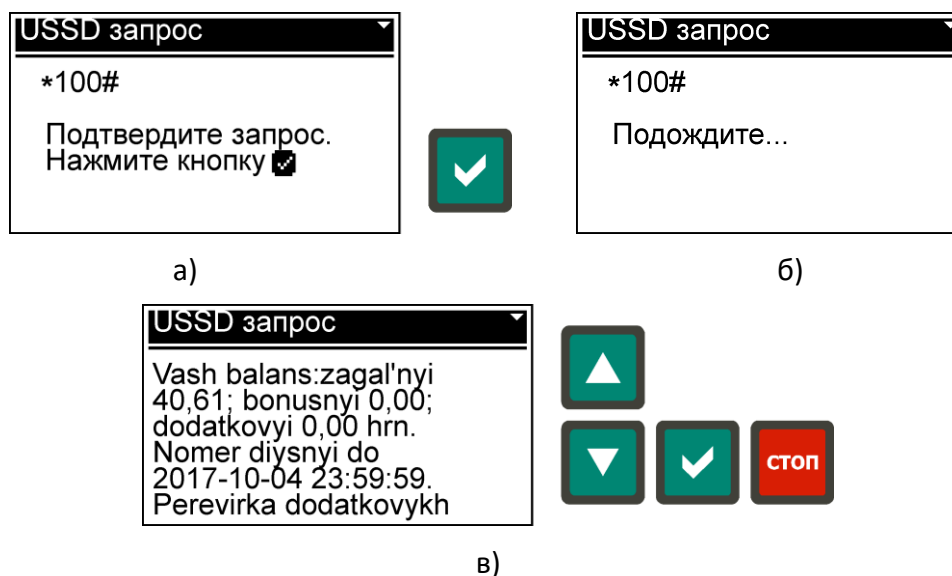 USSD запрос
*100#
Подтвердите запрос.
Нажмите кнопку
а)
USSD запрос
*100#
Подождите...
б)
USSD запрос
Vash balans:zagal'nyi
40,61; bonusnyi 0,00;
dodatkovyi 0,00 hrn.
Nomer diysnyi do
2017-10-04 23:59:59.
Perevirka dodatkovykh
стоп
в)